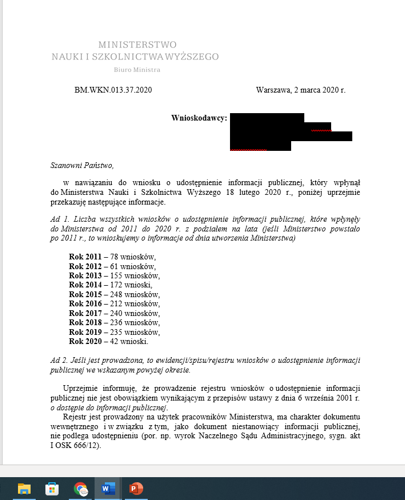 MINISTERSTWO
NAUKI I SZKOLNICTWA WYŻSZEGO
Biuro Ministra
BM.WKN.013.37.2020 Warszawa, 2 marca 2020 r.
Wnioskodawcy:
Szanowni Państwo,
w nawiązaniu do wniosku o udostępnienie informacji publicznej, który wpłynął
do Ministerstwa Nauki i Szkolnictwa Wyższego 18 lutego 2020 r., poniżej uprzejmie
przekazuję następujące informacje.
Ad 1. Liczba wszystkich wniosków o udostępnienie informacji publicznej, które wpłynęły
do Ministerstwa od 2011 do 2020 r. z podziałem na lata (jeśli Ministerstwo powstało
po 2011 r., to wnioskujemy o informacje od dnia utworzenia Ministerstwa)
Rok 2011 – 78 wniosków,
Rok 2012 – 61 wniosków,
Rok 2013 – 155 wniosków,
Rok 2014 – 172 wnioski,
Rok 2015 – 248 wniosków,
Rok 2016 – 212 wniosków,
Rok 2017 – 240 wniosków,
Rok 2018 – 236 wniosków,
Rok 2019 – 235 wniosków,
Rok 2020 – 42 wnioski.
Ad 2. Jeśli jest prowadzona, to ewidencji/spisu/rejestru wniosków o udostępnienie informacji
publicznej we wskazanym powyżej okresie.
Uprzejmie informuję, że prowadzenie rejestru wniosków o udostępnienie informacji
publicznej nie jest obowiązkiem wynikającym z przepisów ustawy z dnia 6 września 2001 r.
o dostępie do informacji publicznej.
Rejestr jest prowadzony na użytek pracowników Ministerstwa, ma charakter dokumentu
wewnętrznego i w związku z tym, jako dokument niestanowiący informacji publicznej,
nie podlega udostępnieniu (por. np. wyrok Naczelnego Sądu Administracyjnego, sygn. akt
I OSK 666/12).